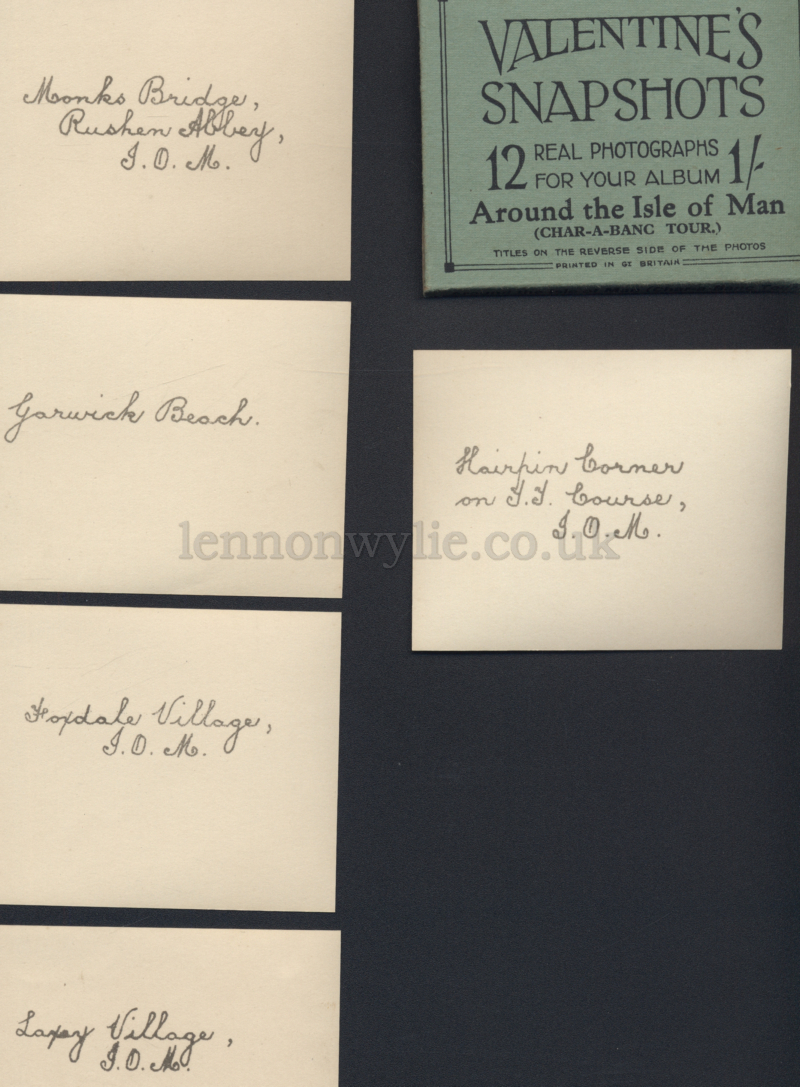 Monks Bridge,
Rushen Abbey,
I.O.M.
Garwick Beach.
Foxdale Village,
I.O.M.
Laxey Village,
I.O.M.
VALENTINE'S
SNAPSHOTS
12 REAL PHOTOGRAPHS
FOR YOUR ALBUM 1/-
Around the Isle of Man
(CHAR-A-BANC TOUR.)
TITLES ON THE REVERSE SIDE OF THE PHOTOS
PRINTED IN GT BRITAIN
Hairpin Corner
on T.T. Course,
I.O.M.
lennonwylie.co.uk